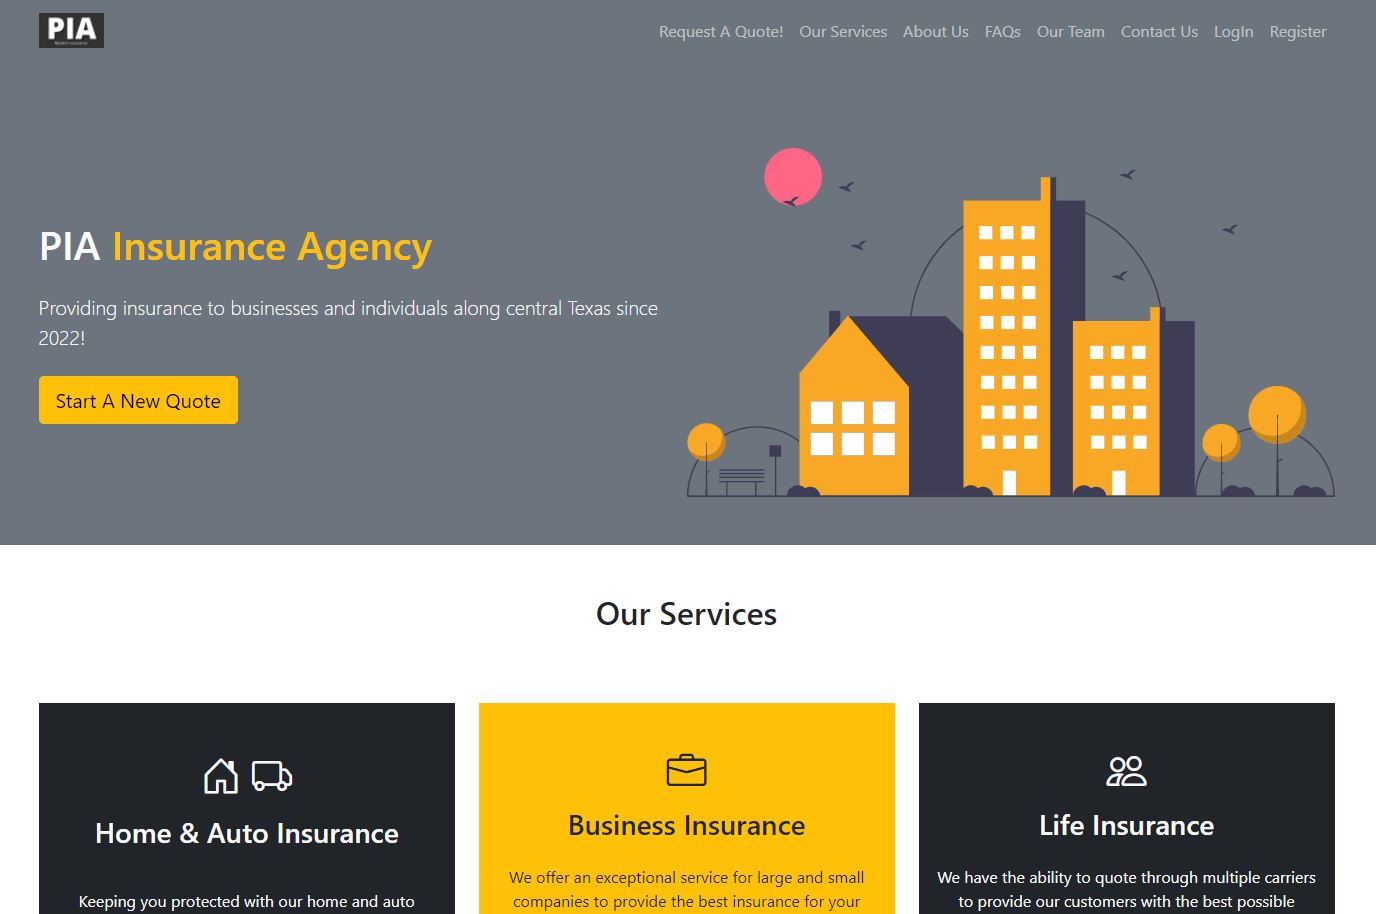 PIA
Request A Quote! Our Services About Us FAQs Our Team Contact Us LogIn Register
PIA Insurance Agency
Providing insurance to businesses and individuals along central Texas since
2022!
Start A New Quote
Our Services
Home & Auto Insurance
Keeping you protected with our home and auto
Business Insurance
We offer an exceptional service for large and small
companies to provide the best insurance for your
Life Insurance
We have the ability to quote through multiple carriers
to provide our customers with the best possible